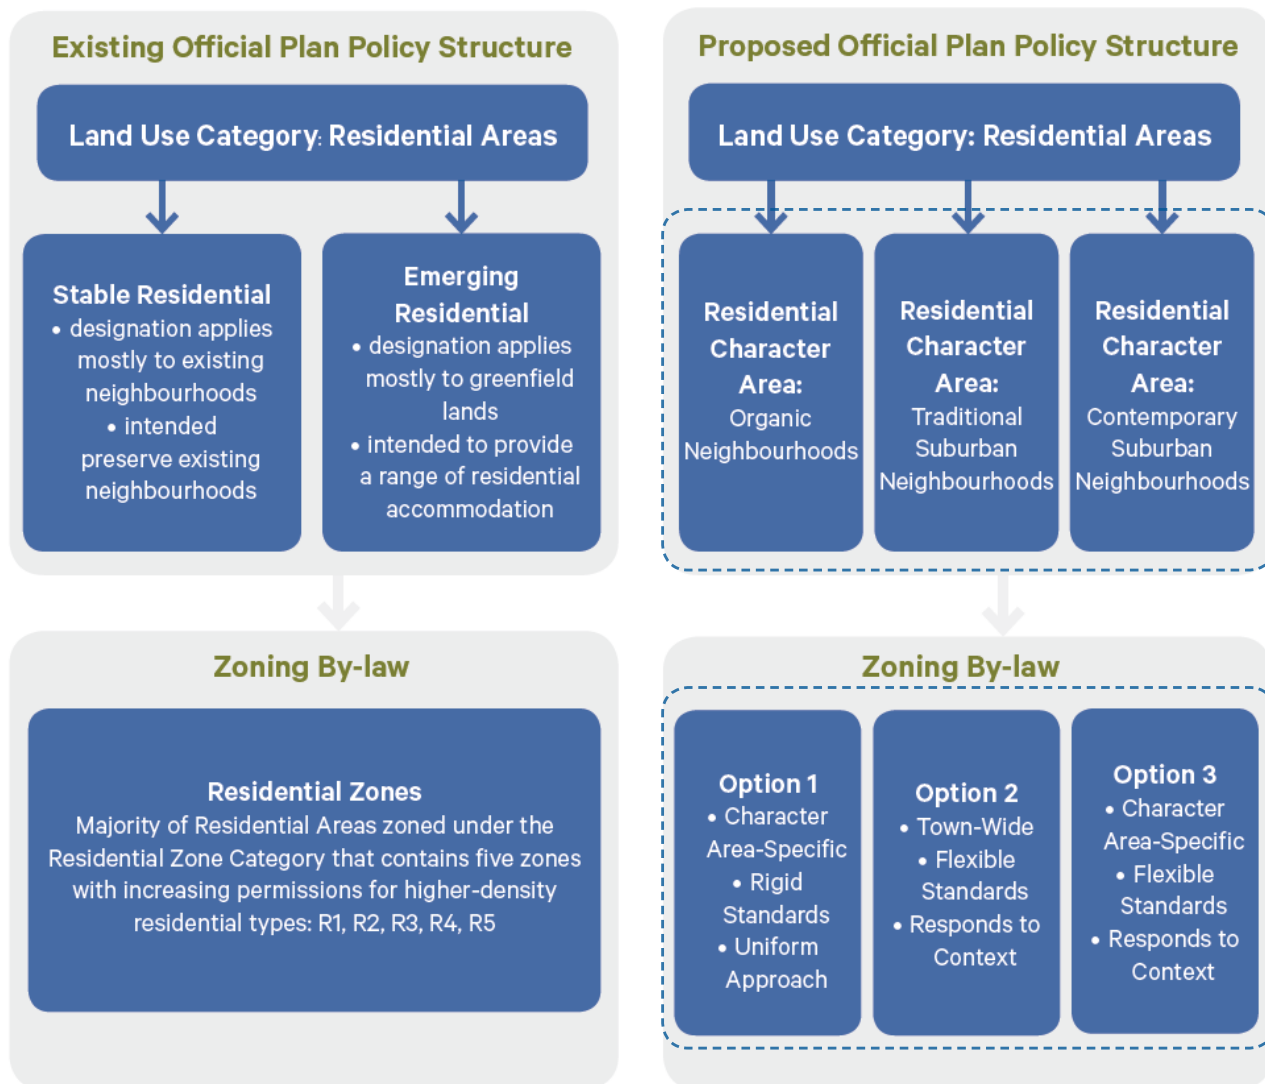 Existing Official Plan Policy Structure
Land Use Category: Residential Areas
Stable Residential
• designation applies
mostly to existing
neighbourhoods
• intended
preserve existing
neighbourhoods
Emerging
Residential
• designation applies
mostly to greenfield
lands
• intended to provide
a range of residential
accommodation
Zoning By-law
Residential Zones
Majority of Residential Areas zoned under the
Residential Zone Category that contains five zones
with increasing permissions for higher-density
residential types: R1, R2, R3, R4, R5
Proposed Official Plan Policy Structure
Land Use Category: Residential Areas
Residential
Character
Area:
Organic
Neighbourhoods
Residential
Character
Area:
Traditional
Suburban
Neighbourhoods
Residential
Character
Area:
Contemporary
Suburban
Neighbourhoods
Zoning By-law
Option 1
• Character
Area-Specific
• Rigid
Standards
• Uniform
Approach
Option 2
• Town-Wide
• Flexible
Standards
• Responds to
Context
Option 3
• Character
Area-Specific
• Flexible
Standards
• Responds to
Context